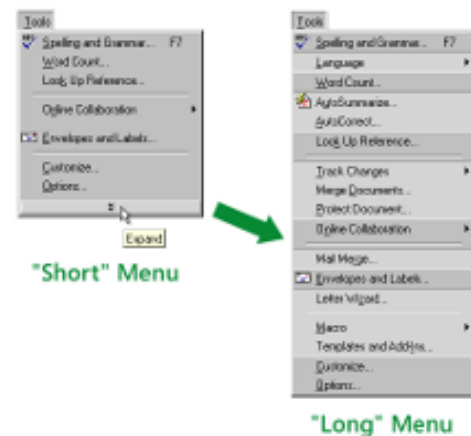 Tools
Spelling and Grammar... F7
Word Count...
Look Up Reference...
Online Collaboration
Envelopes and Labels...
Customize...
Options...
Expand
"Short" Menu
Tools
Spelling and Grammar... F7
Language
Word Count...
AutoSummarize...
AutoCorrect...
Look Up Reference...
Track Changes
Merge Documents...
Protect Document...
Online Collaboration
Mail Merge...
Envelopes and Labels...
Letter Wizard...
Macro
Templates and Add-Ins...
Customize...
Options...
"Long" Menu